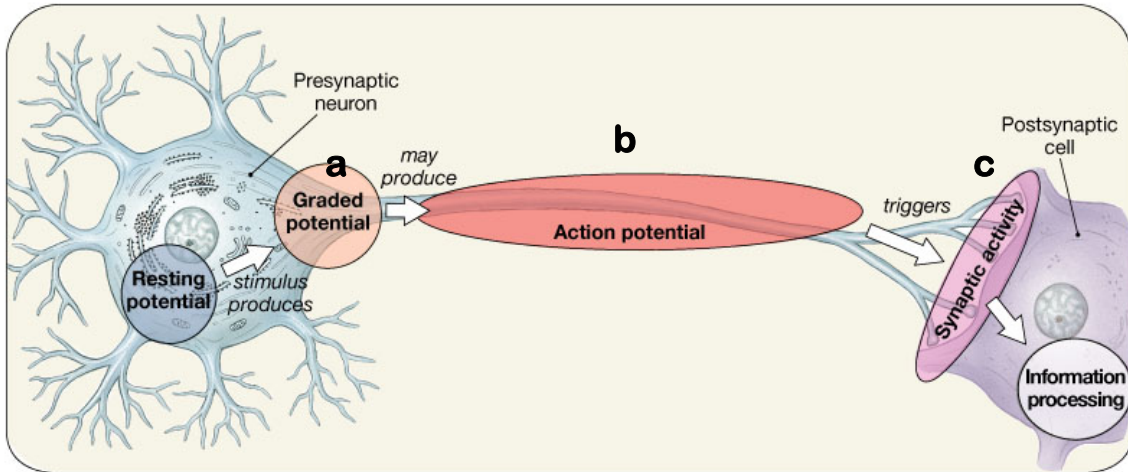 Presynaptic
neuron
a
Graded
potential
Resting
potential
stimulus
produces
may
produce
b
Action potential
triggers
c
Synaptic activity
Postsynaptic
cell
Information
processing